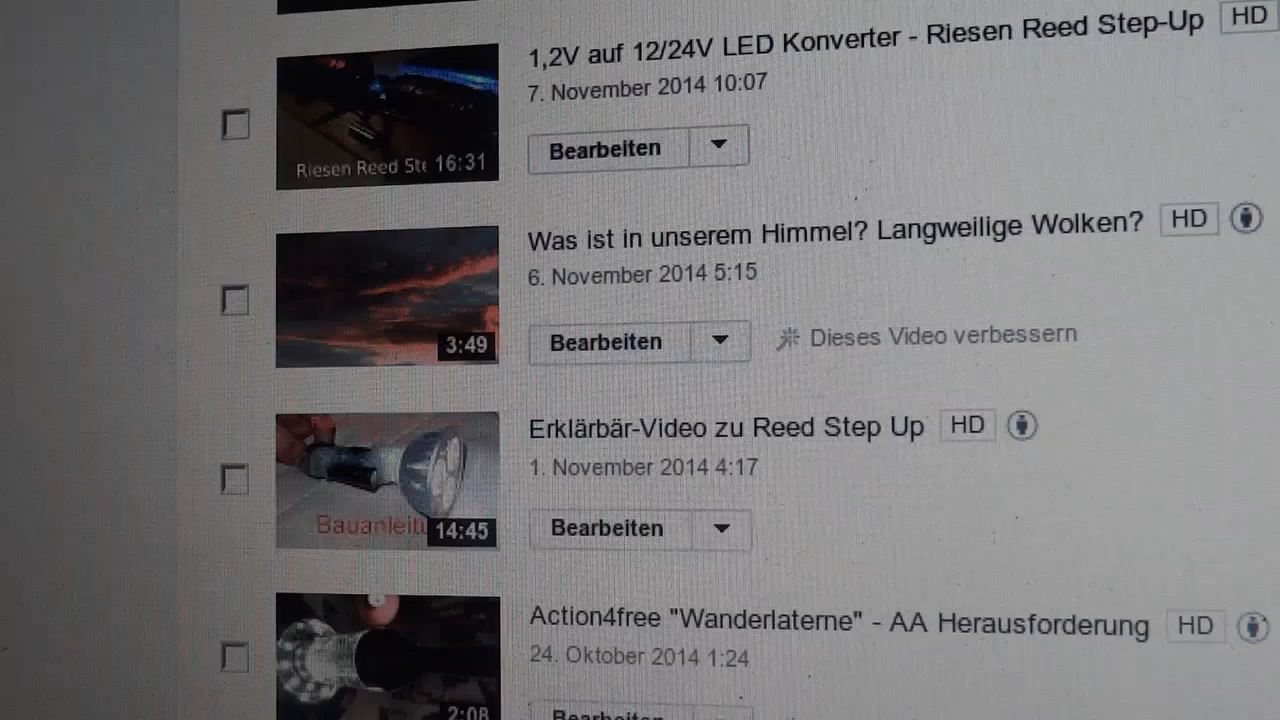 1,2V auf 12/24V LED Konverter - Riesen Reed Step-Up HD
7. November 2014 10:07
Bearbeiten
Riesen Reed Ste 16:31
Was ist in unserem Himmel? Langweilige Wolken? HD
6. November 2014 5:15
Bearbeiten
Dieses Video verbessern
3:49
Erklärbär-Video zu Reed Step Up HD
1. November 2014 4:17
Bearbeiten
Bauanleitu 14:45
Action4free "Wanderlaterne" - AA Herausforderung HD
24. Oktober 2014 1:24
2:08
Bearbeiten